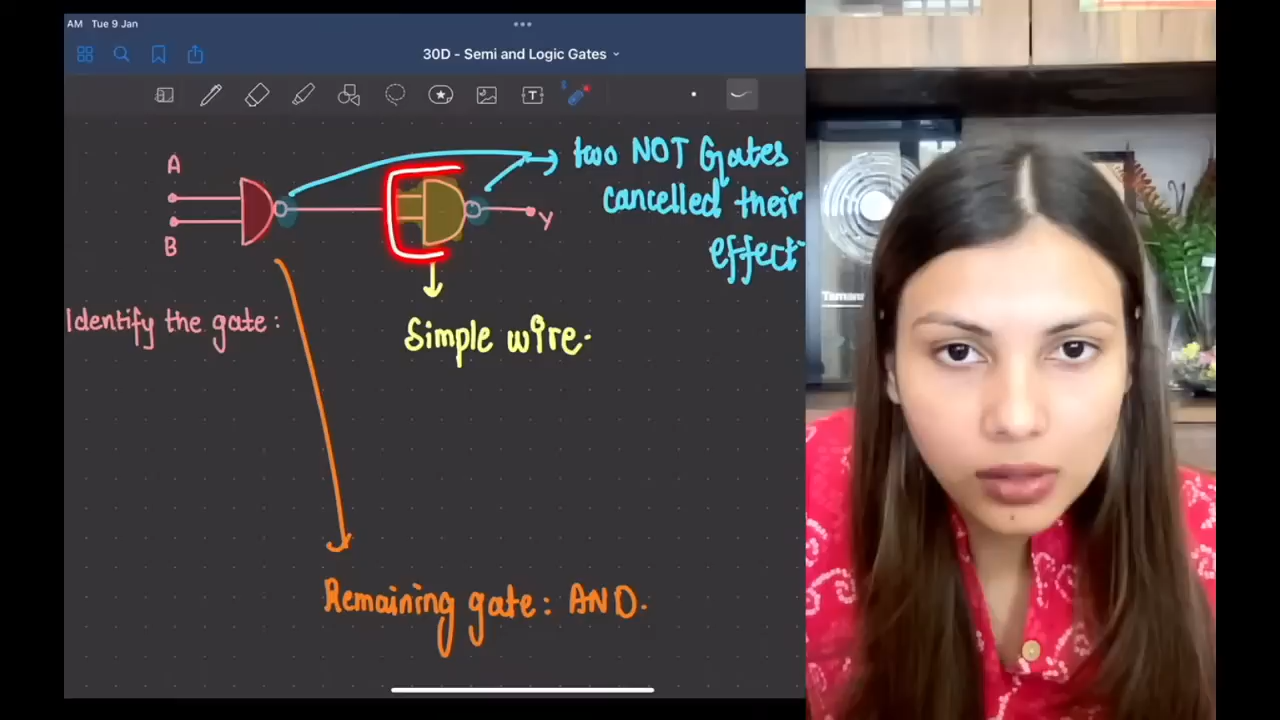 AM Tue 9 Jan
30D - Semi and Logic Gates
A
B
Y
two NOT Gates
cancelled their
effect
Identify the gate:
Simple wire.
Remaining gate: AND.